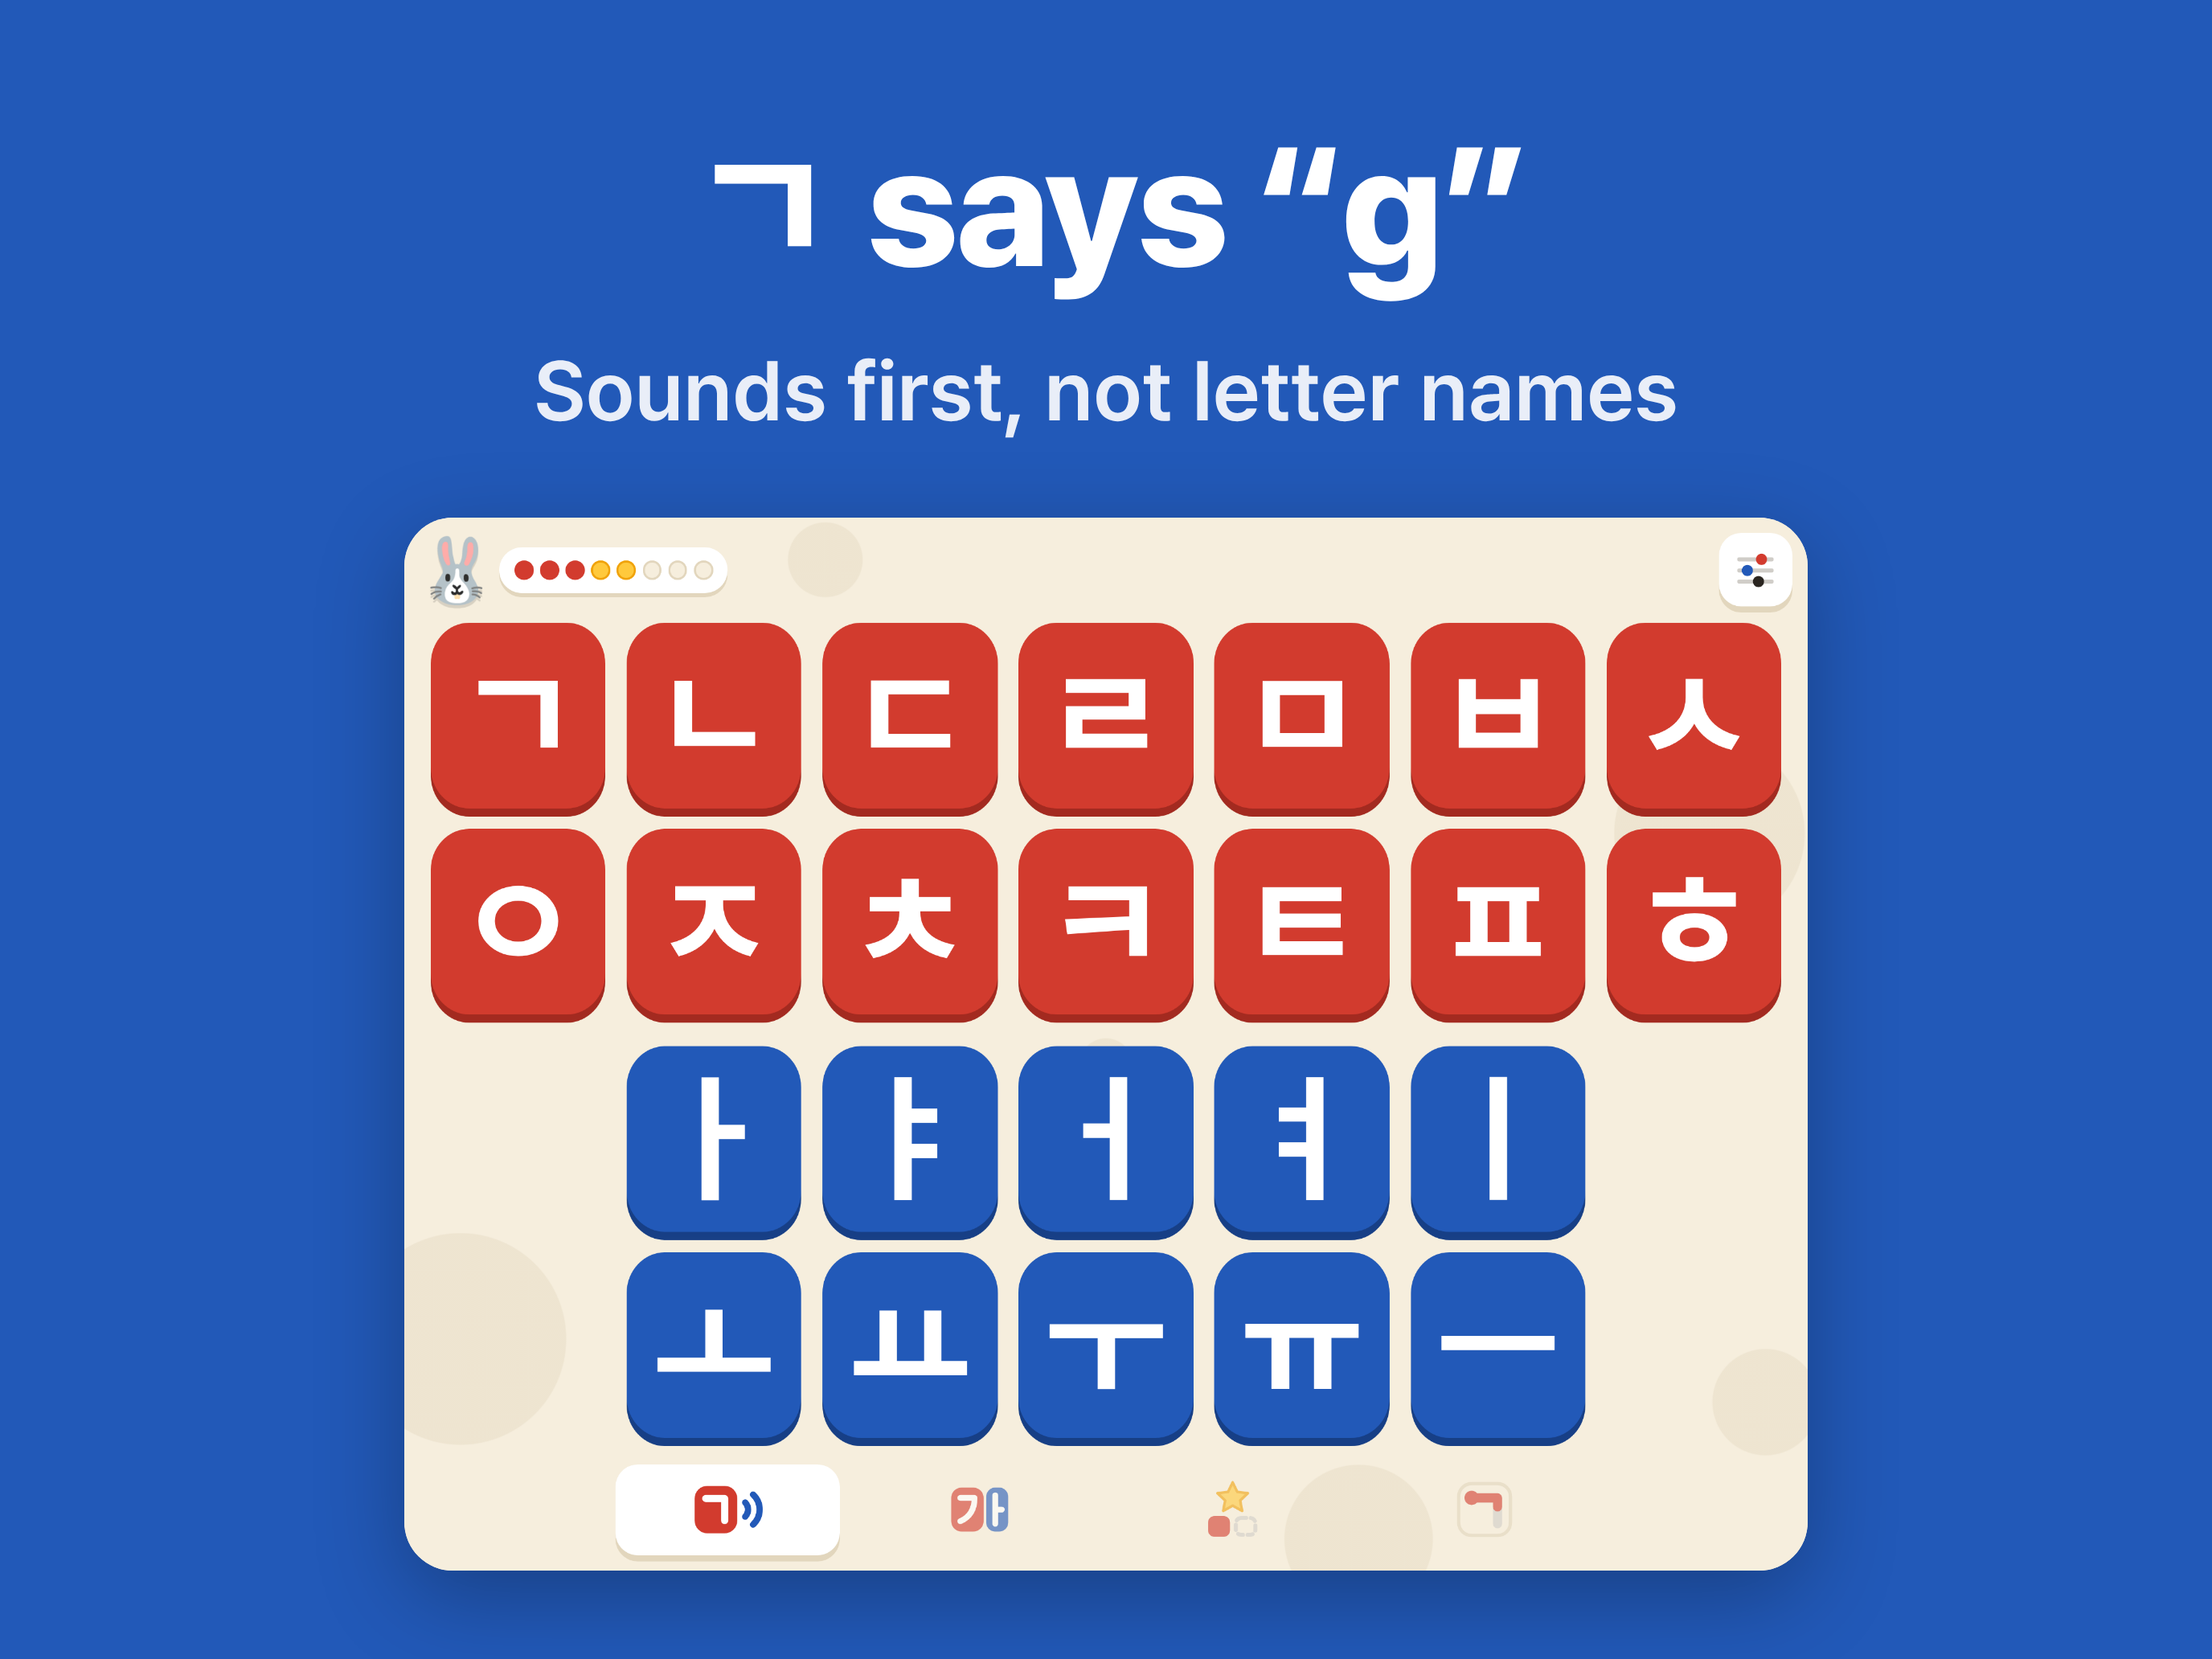 ㄱ says “g”
Sounds first, not letter names
ㄱ ㄴ ㄷ ㄹ ㅁ ㅂ ㅅ
ㅇ ㅈ ㅊ ㅋ ㅌ ㅍ ㅎ
ㅏ ㅑ ㅓ ㅕ ㅣ
ㅗ ㅛ ㅜ ㅠ ㅡ
ㄱ 가 ㄱ